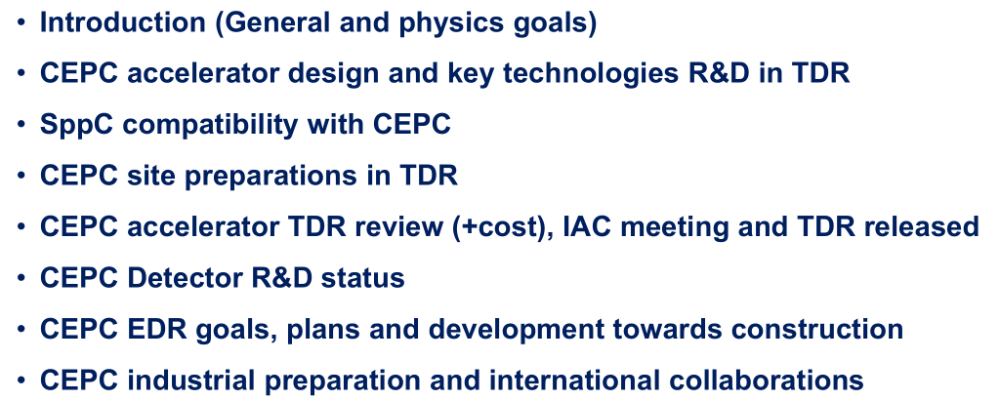 • Introduction (General and physics goals)
• CEPC accelerator design and key technologies R&D in TDR
• SppC compatibility with CEPC
• CEPC site preparations in TDR
• CEPC accelerator TDR review (+cost), IAC meeting and TDR released
• CEPC Detector R&D status
• CEPC EDR goals, plans and development towards construction
• CEPC industrial preparation and international collaborations